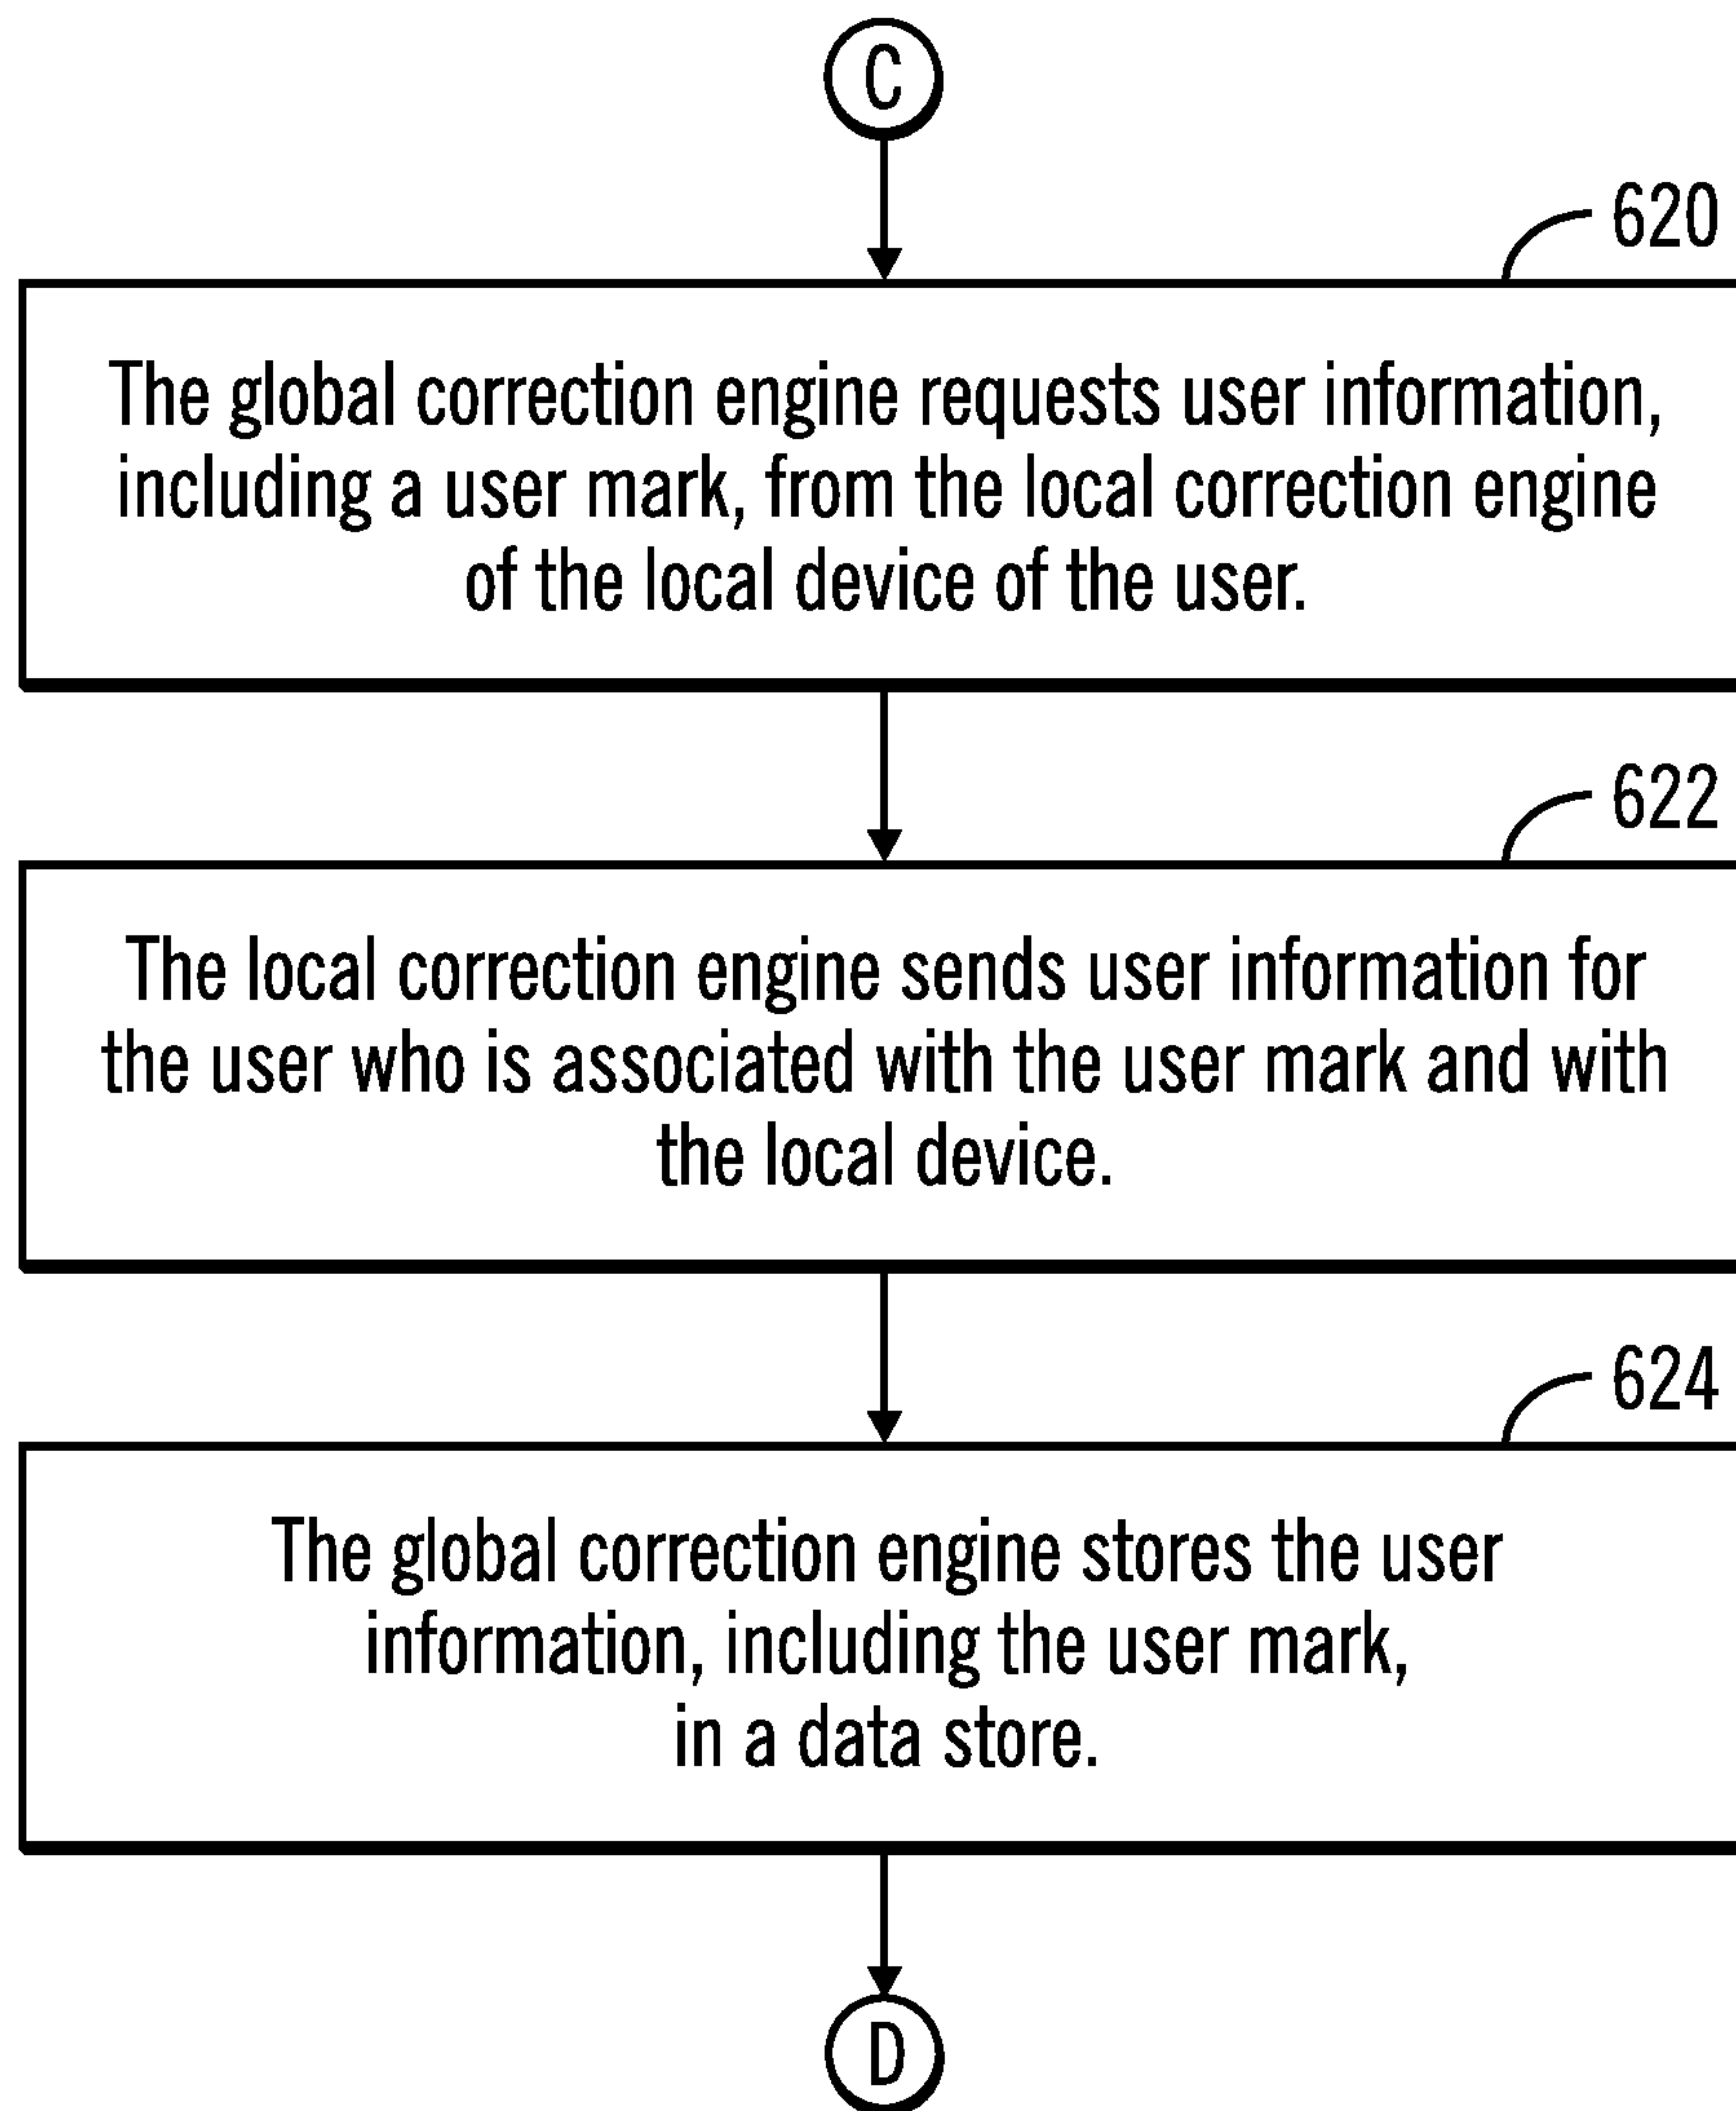 C
620
The global correction engine requests user information,
including a user mark, from the local correction engine
of the local device of the user.
622
The local correction engine sends user information for
the user who is associated with the user mark and with
the local device.
624
The global correction engine stores the user
information, including the user mark,
in a data store.
D